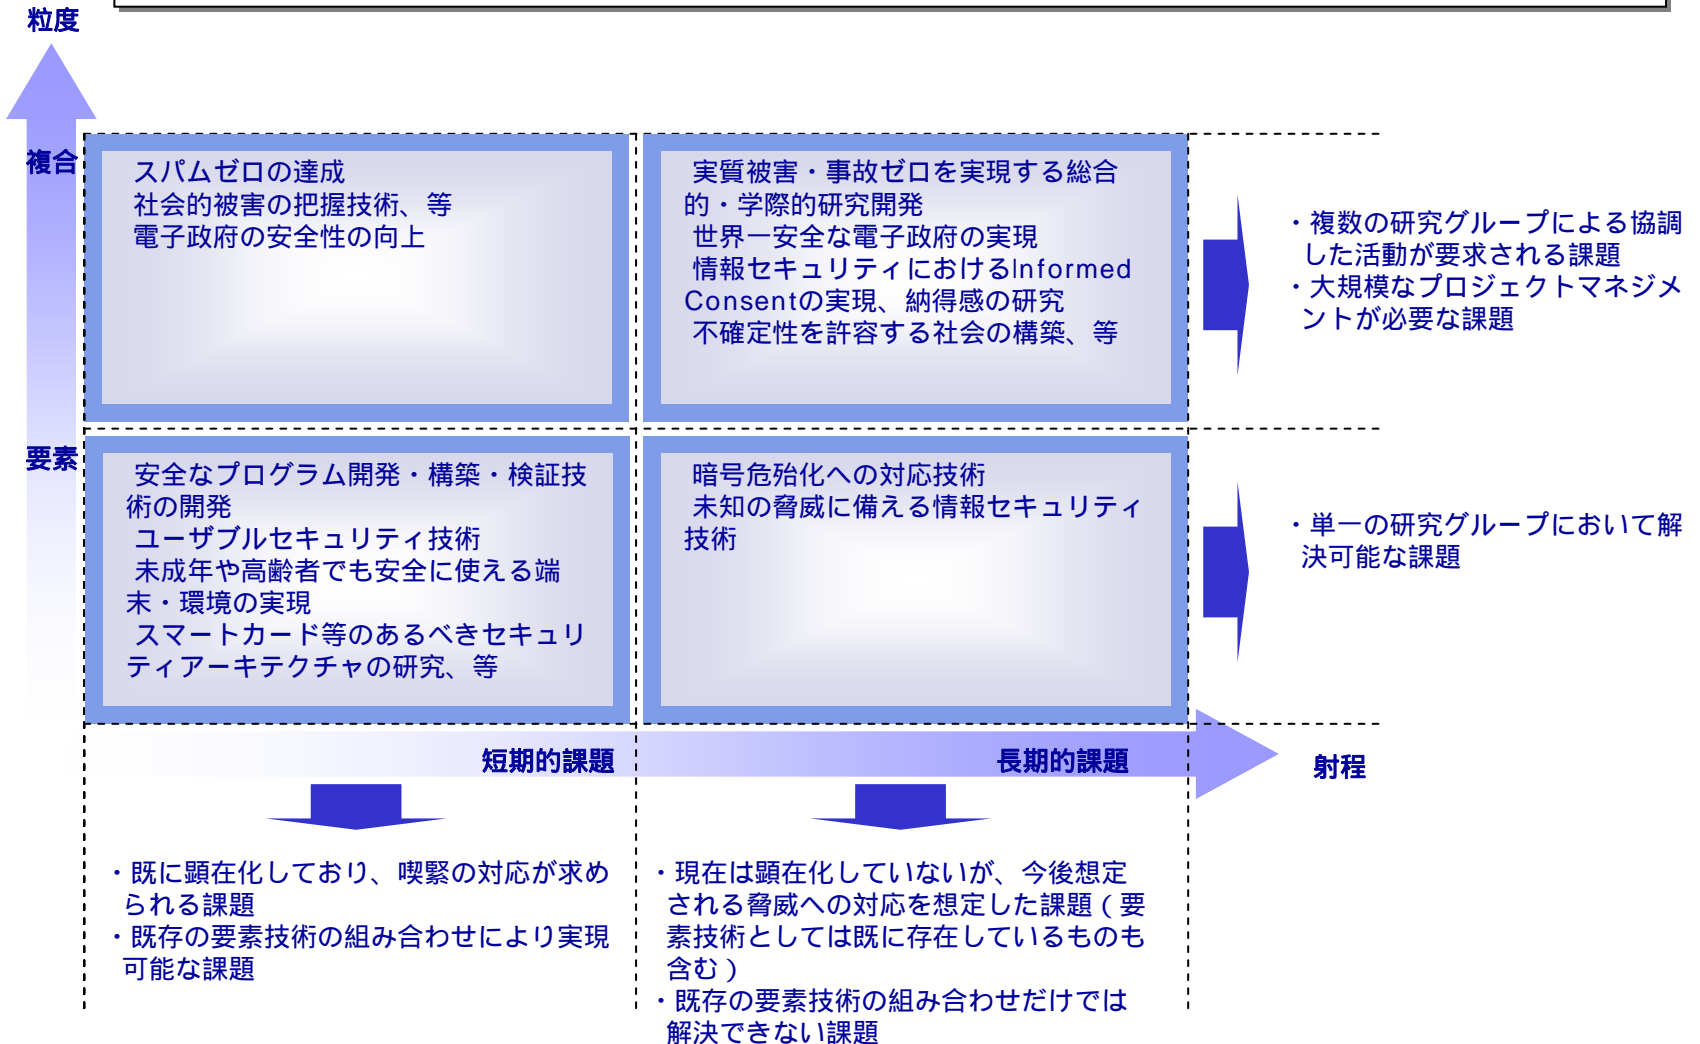 粒度
複合
スパムゼロの達成
社会的被害の把握技術、等
電子政府の安全性の向上
実質被害・事故ゼロを実現する総合
的・学際的研究開発
世界一安全な電子政府の実現
情報セキュリティにおけるInformed
Consentの実現、納得感の研究
不確定性を許容する社会の構築、等
・複数の研究グループによる協調
した活動が要求される課題
・大規模なプロジェクトマネジメ
ントが必要な課題
要素
安全なプログラム開発・構築・検証技
術の開発
ユーザブルセキュリティ技術
未成年や高齢者でも安全に使える端
末・環境の実現
スマートカード等のあるべきセキュリ
ティアーキテクチャの研究、等
暗号危殆化への対応技術
未知の脅威に備える情報セキュリティ
技術
・単一の研究グループにおいて解
決可能な課題
短期的課題
長期的課題
射程
・既に顕在化しており、喫緊の対応が求め
られる課題
・既存の要素技術の組み合わせにより実現
可能な課題
・現在は顕在化していないが、今後想定
される脅威への対応を想定した課題(要
素技術としては既に存在しているものも
含む)
・既存の要素技術の組み合わせだけでは
解決できない課題